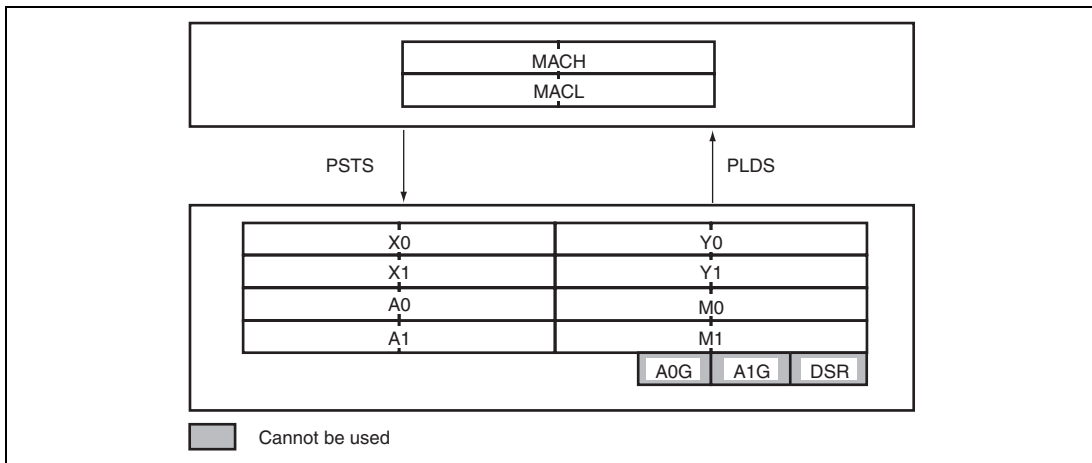 MACH
MACL
PSTS PLDS
X0 Y0
X1 Y1
A0 M0
A1 M1
A0G A1G DSR
Cannot be used